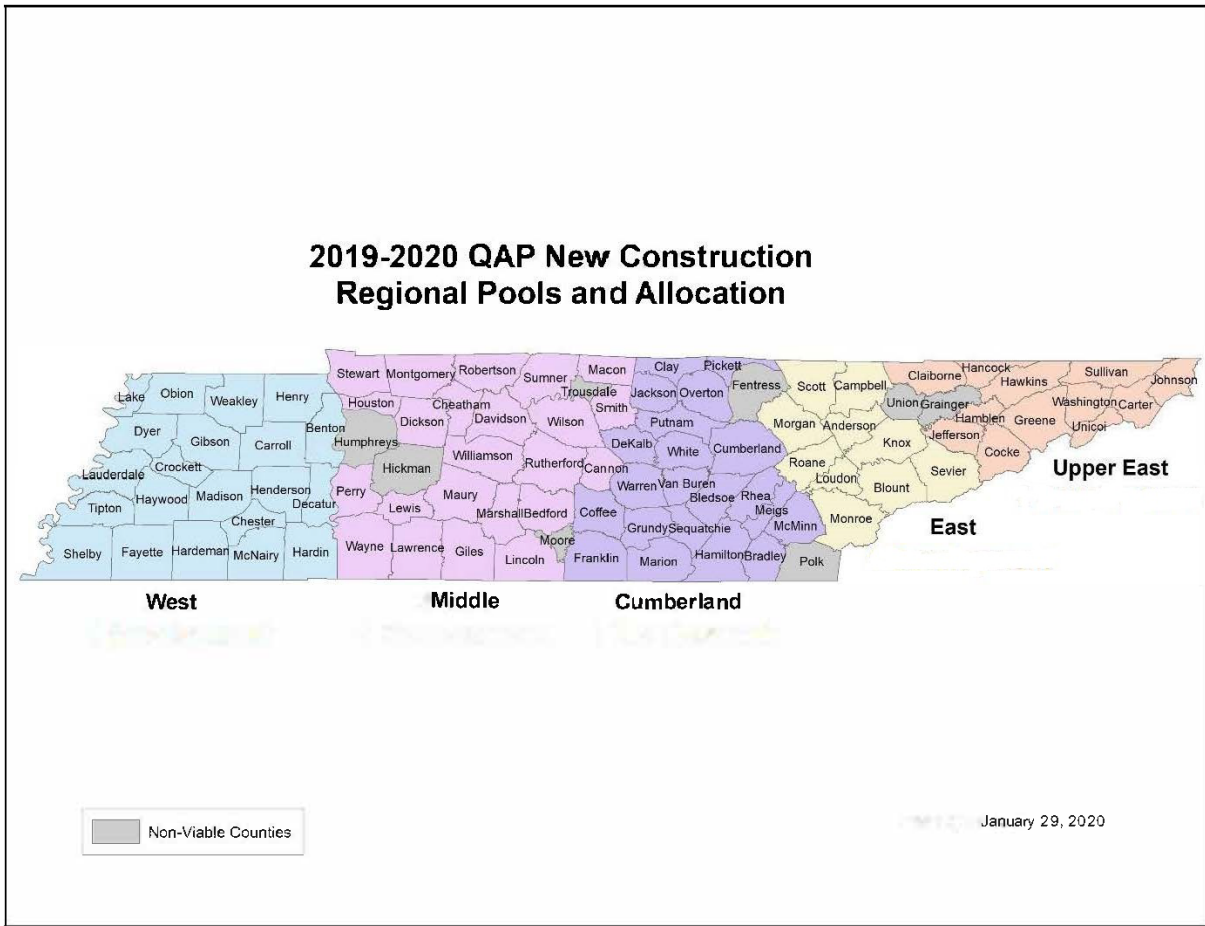 2019-2020 QAP New Construction
Regional Pools and Allocation
Lake
Obion
Weakley
Henry
Dyer
Gibson
Carroll
Benton
Lauderdale
Crockett
Tipton
Haywood
Madison
Henderson
Decatur
Chester
Shelby
Fayette
Hardeman
McNairy
Hardin
Stewart
Montgomery
Robertson
Sumner
Macon
Trousdale
Houston
Dickson
Cheatham
Davidson
Wilson
Smith
Humphreys
Hickman
Williamson
Rutherford
Cannon
Perry
Lewis
Maury
Marshall
Bedford
Moore
Wayne
Lawrence
Giles
Lincoln
Clay
Pickett
Fentress
Jackson
Overton
Putnam
DeKalb
White
Cumberland
Warren
Van Buren
Bledsoe
Rhea
Meigs
McMinn
Coffee
Grundy
Sequatchie
Franklin
Marion
Hamilton
Bradley
Polk
Scott
Campbell
Morgan
Anderson
Union
Grainger
Knox
Roane
Loudon
Blount
Sevier
Monroe
Claiborne
Hancock
Hawkins
Sullivan
Johnson
Washington
Carter
Hamblen
Greene
Unicoi
Jefferson
Cocke
Upper East
East
West
Middle
Cumberland
Non-Viable Counties
January 29, 2020